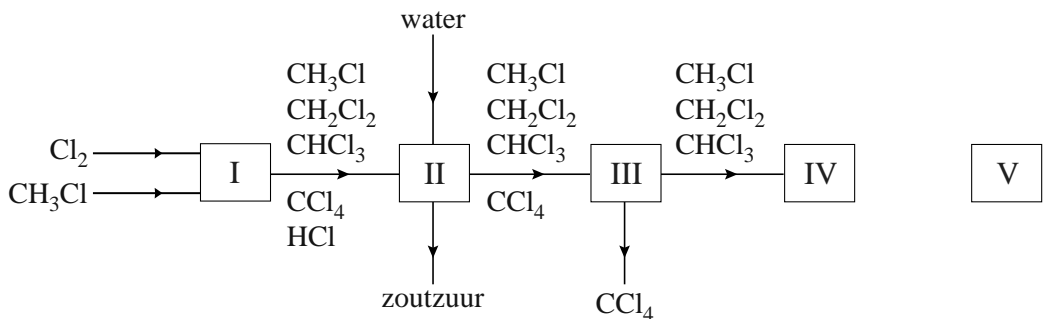 water
CH₃Cl
CH₂Cl₂
CHCl₃
CH₃Cl
CH₂Cl₂
CHCl₃
CH₃Cl
CH₂Cl₂
CHCl₃
Cl₂
CH₃Cl
I
II
III
IV
V
CCl₄
HCl
CCl₄
zoutzuur
CCl₄